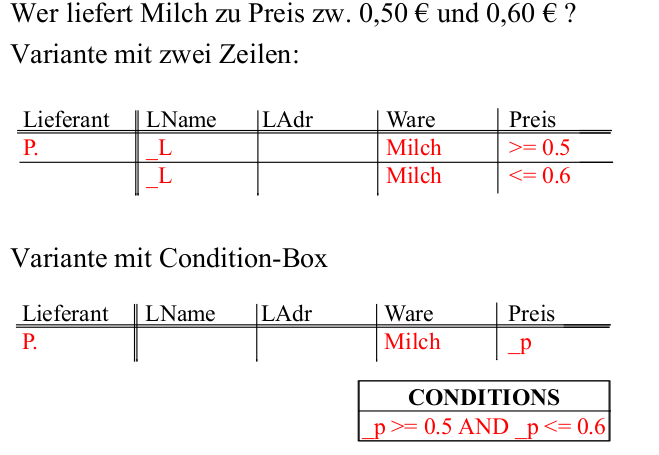 Wer liefert Milch zu Preis zw. 0,50 € und 0,60 € ?
Variante mit zwei Zeilen:
Lieferant LName LAdr Ware Preis
P. _L Milch >= 0.5
_L Milch <= 0.6
Variante mit Condition-Box
Lieferant LName LAdr Ware Preis
P. Milch _p
CONDITIONS
_p >= 0.5 AND _p <= 0.6